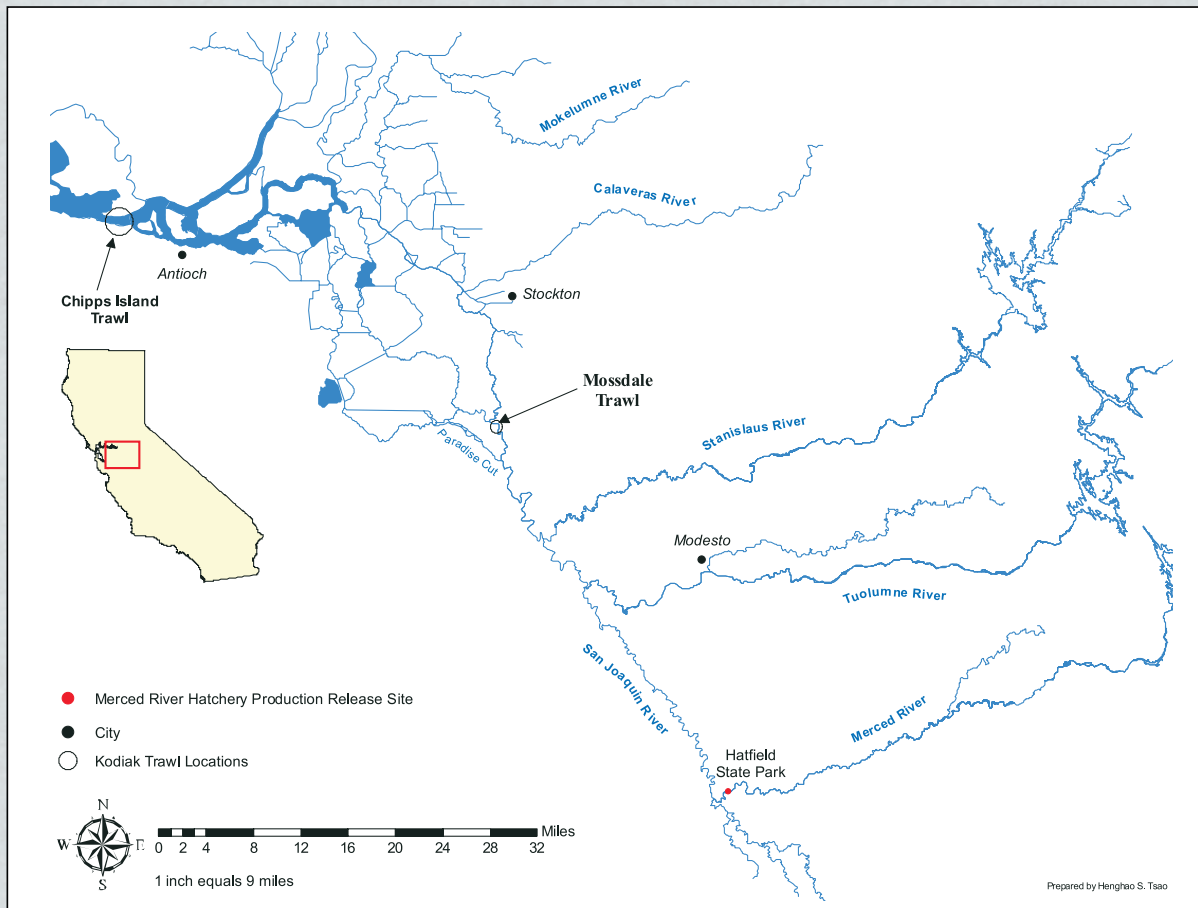 Mokelumne River
Calaveras River
Antioch
Chipps Island
Trawl
Stockton
Mossdale
Trawl
Paradise Cut
Stanislaus River
Modesto
Tuolumne River
San Joaquin River
Merced River
Hatfield
State Park
Merced River Hatchery Production Release Site
City
Kodiak Trawl Locations
N
W E
S
Miles
0 2 4 8 12 16 20 24 28 32
1 inch equals 9 miles
Prepared by Henghao S. Tsao